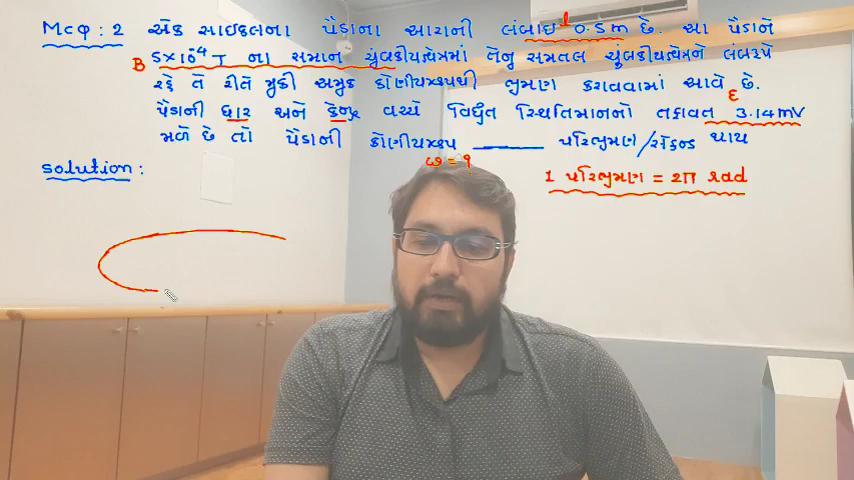 MCQ : 2 એક સાઇકલના પૈડાના આરાની લંબાઇ 0.5m છે. આ પૈડાને
l
5×10⁻⁴ T ના સમાન ચુંબકીયક્ષેત્રમાં તેનુ સમતલ ચુંબકીયક્ષેત્રને લંબરૂપે
B
રહે તે રીતે મુકી અમુક કોણીયઝડપથી ભ્રમણ કરાવવામાં આવે છે.
E
પૈડાની ધાર અને કેન્દ્ર વચ્ચે વિદ્યુત સ્થિતિમાનનો તફાવત 3.14mV
મળે છે તો પૈડાની કોણીયઝડપ ______ પરિભ્રમણ/સેકન્ડ થાય
ω = ?
solution :
1 પરિભ્રમણ = 2π rad